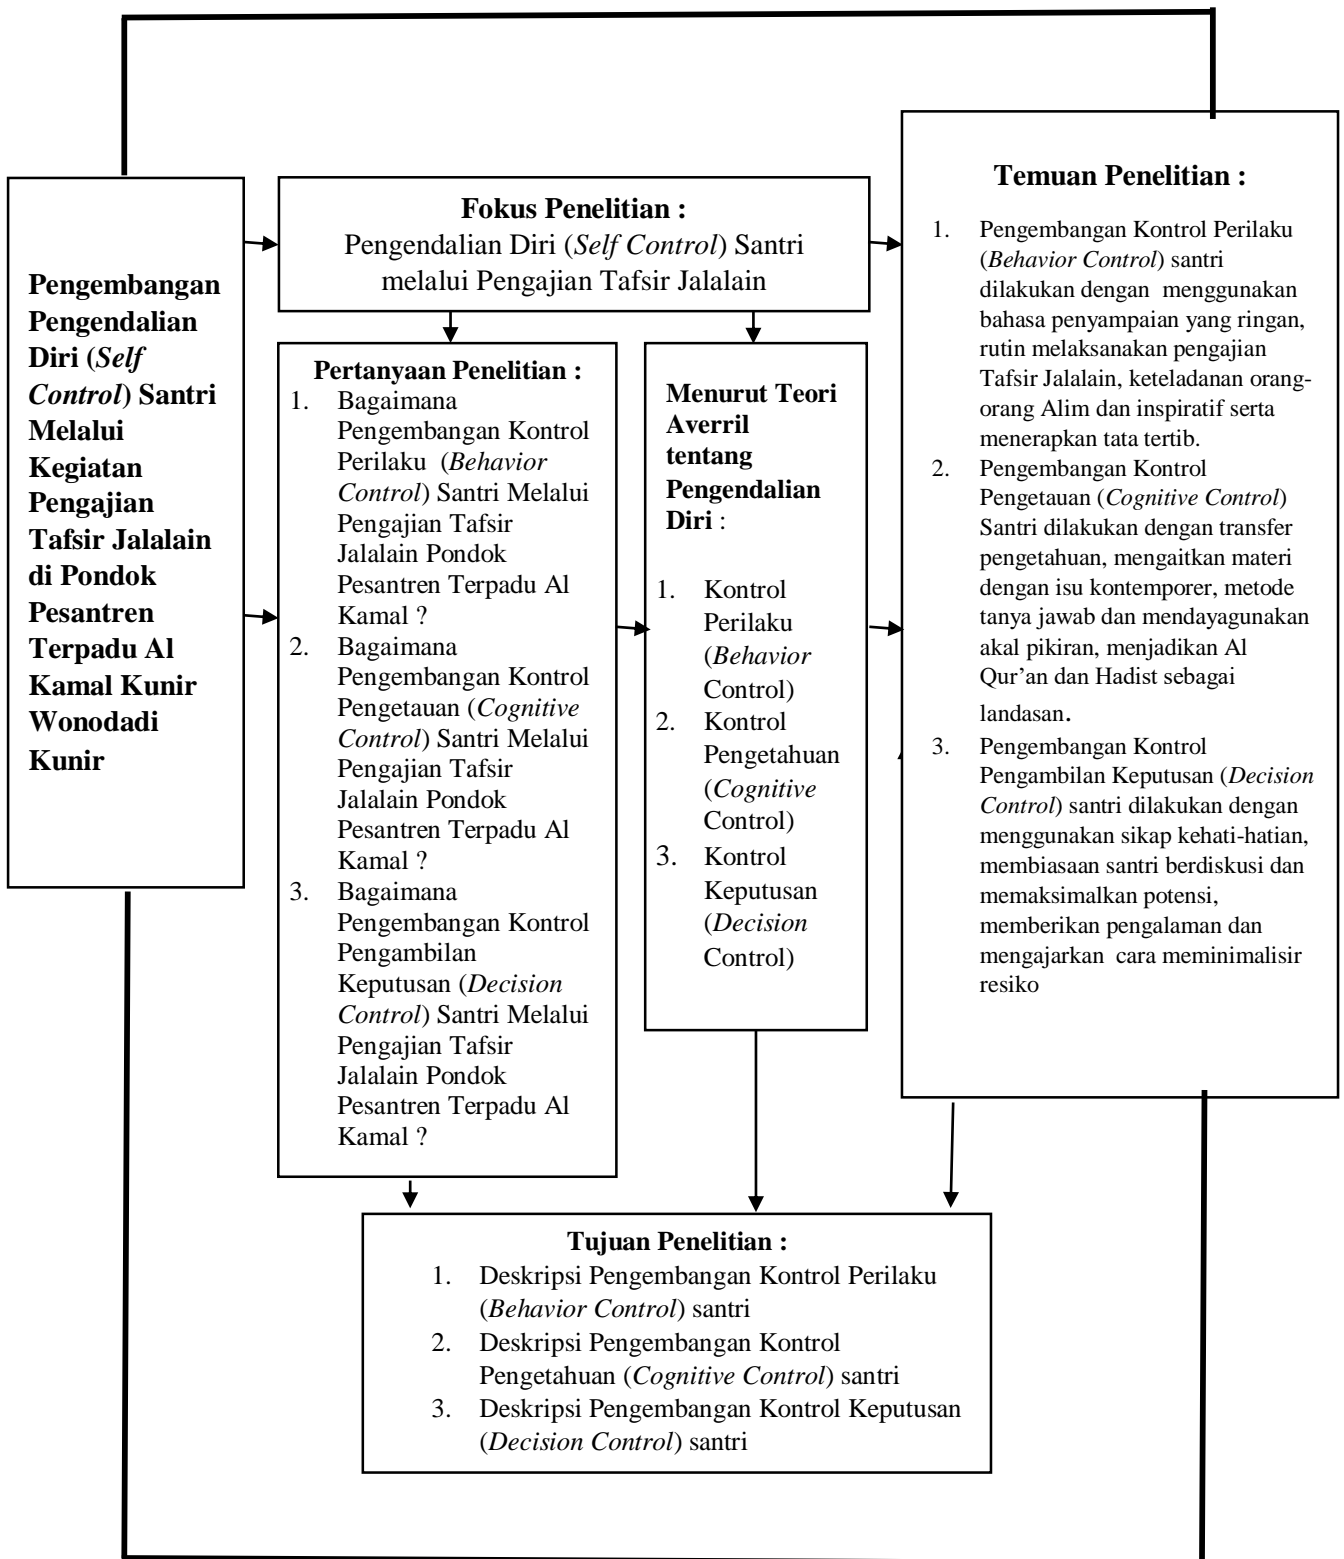 Pengembangan
Pengendalian
Diri (Self
Control) Santri
Melalui
Kegiatan
Pengajian
Tafsir Jalalain
di Pondok
Pesantren
Terpadu Al
Kamal Kunir
Wonodadi
Kunir
Fokus Penelitian :
Pengendalian Diri (Self Control) Santri
melalui Pengajian Tafsir Jalalain
Pertanyaan Penelitian :
1. Bagaimana
Pengembangan Kontrol
Perilaku (Behavior
Control) Santri Melalui
Pengajian Tafsir
Jalalain Pondok
Pesantren Terpadu Al
Kamal ?
2. Bagaimana
Pengembangan Kontrol
Pengetauan (Cognitive
Control) Santri Melalui
Pengajian Tafsir
Jalalain Pondok
Pesantren Terpadu Al
Kamal ?
3. Bagaimana
Pengembangan Kontrol
Pengambilan
Keputusan (Decision
Control) Santri Melalui
Pengajian Tafsir
Jalalain Pondok
Pesantren Terpadu Al
Kamal ?
Menurut Teori
Averril
tentang
Pengendalian
Diri :
1. Kontrol
Perilaku
(Behavior
Control)
2. Kontrol
Pengetahuan
(Cognitive
Control)
3. Kontrol
Keputusan
(Decision
Control)
Temuan Penelitian :
1. Pengembangan Kontrol Perilaku
(Behavior Control) santri
dilakukan dengan menggunakan
bahasa penyampaian yang ringan,
rutin melaksanakan pengajian
Tafsir Jalalain, keteladanan orang-
orang Alim dan inspiratif serta
menerapkan tata tertib.
2. Pengembangan Kontrol
Pengetauan (Cognitive Control)
Santri dilakukan dengan transfer
pengetahuan, mengaitkan materi
dengan isu kontemporer, metode
tanya jawab dan mendayagunakan
akal pikiran, menjadikan Al
Qur’an dan Hadist sebagai
landasan.
3. Pengembangan Kontrol
Pengambilan Keputusan (Decision
Control) santri dilakukan dengan
menggunakan sikap kehati-hatian,
membiasaan santri berdiskusi dan
memaksimalkan potensi,
memberikan pengalaman dan
mengajarkan cara meminimalisir
resiko
Tujuan Penelitian :
1. Deskripsi Pengembangan Kontrol Perilaku
(Behavior Control) santri
2. Deskripsi Pengembangan Kontrol
Pengetahuan (Cognitive Control) santri
3. Deskripsi Pengembangan Kontrol Keputusan
(Decision Control) santri